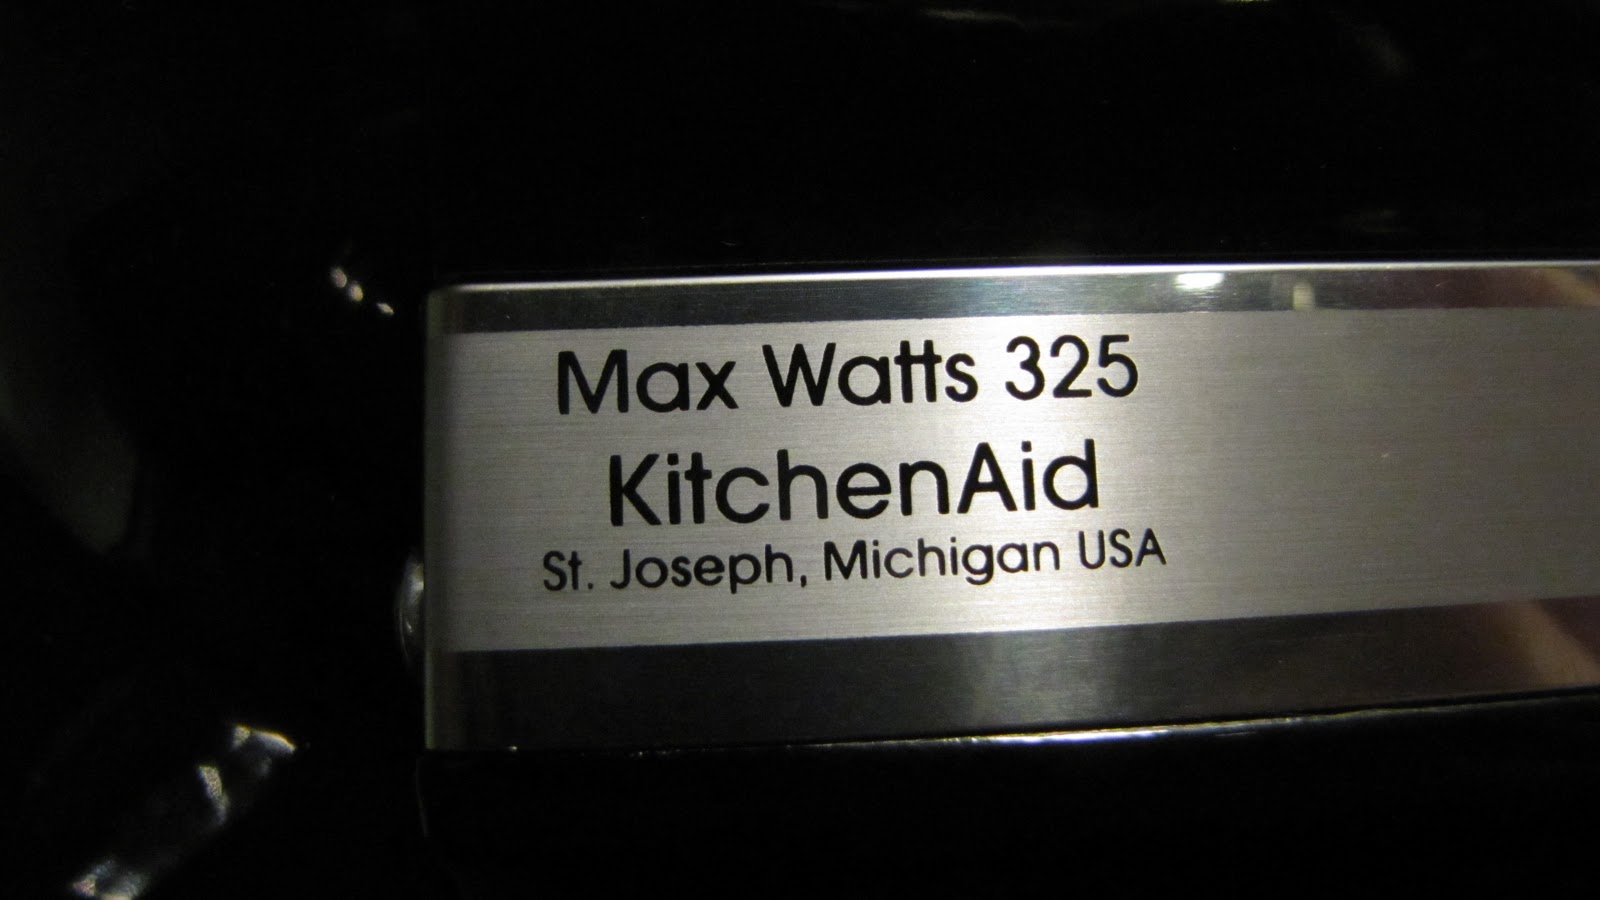 Max Watts 325
KitchenAid
St. Joseph, Michigan USA